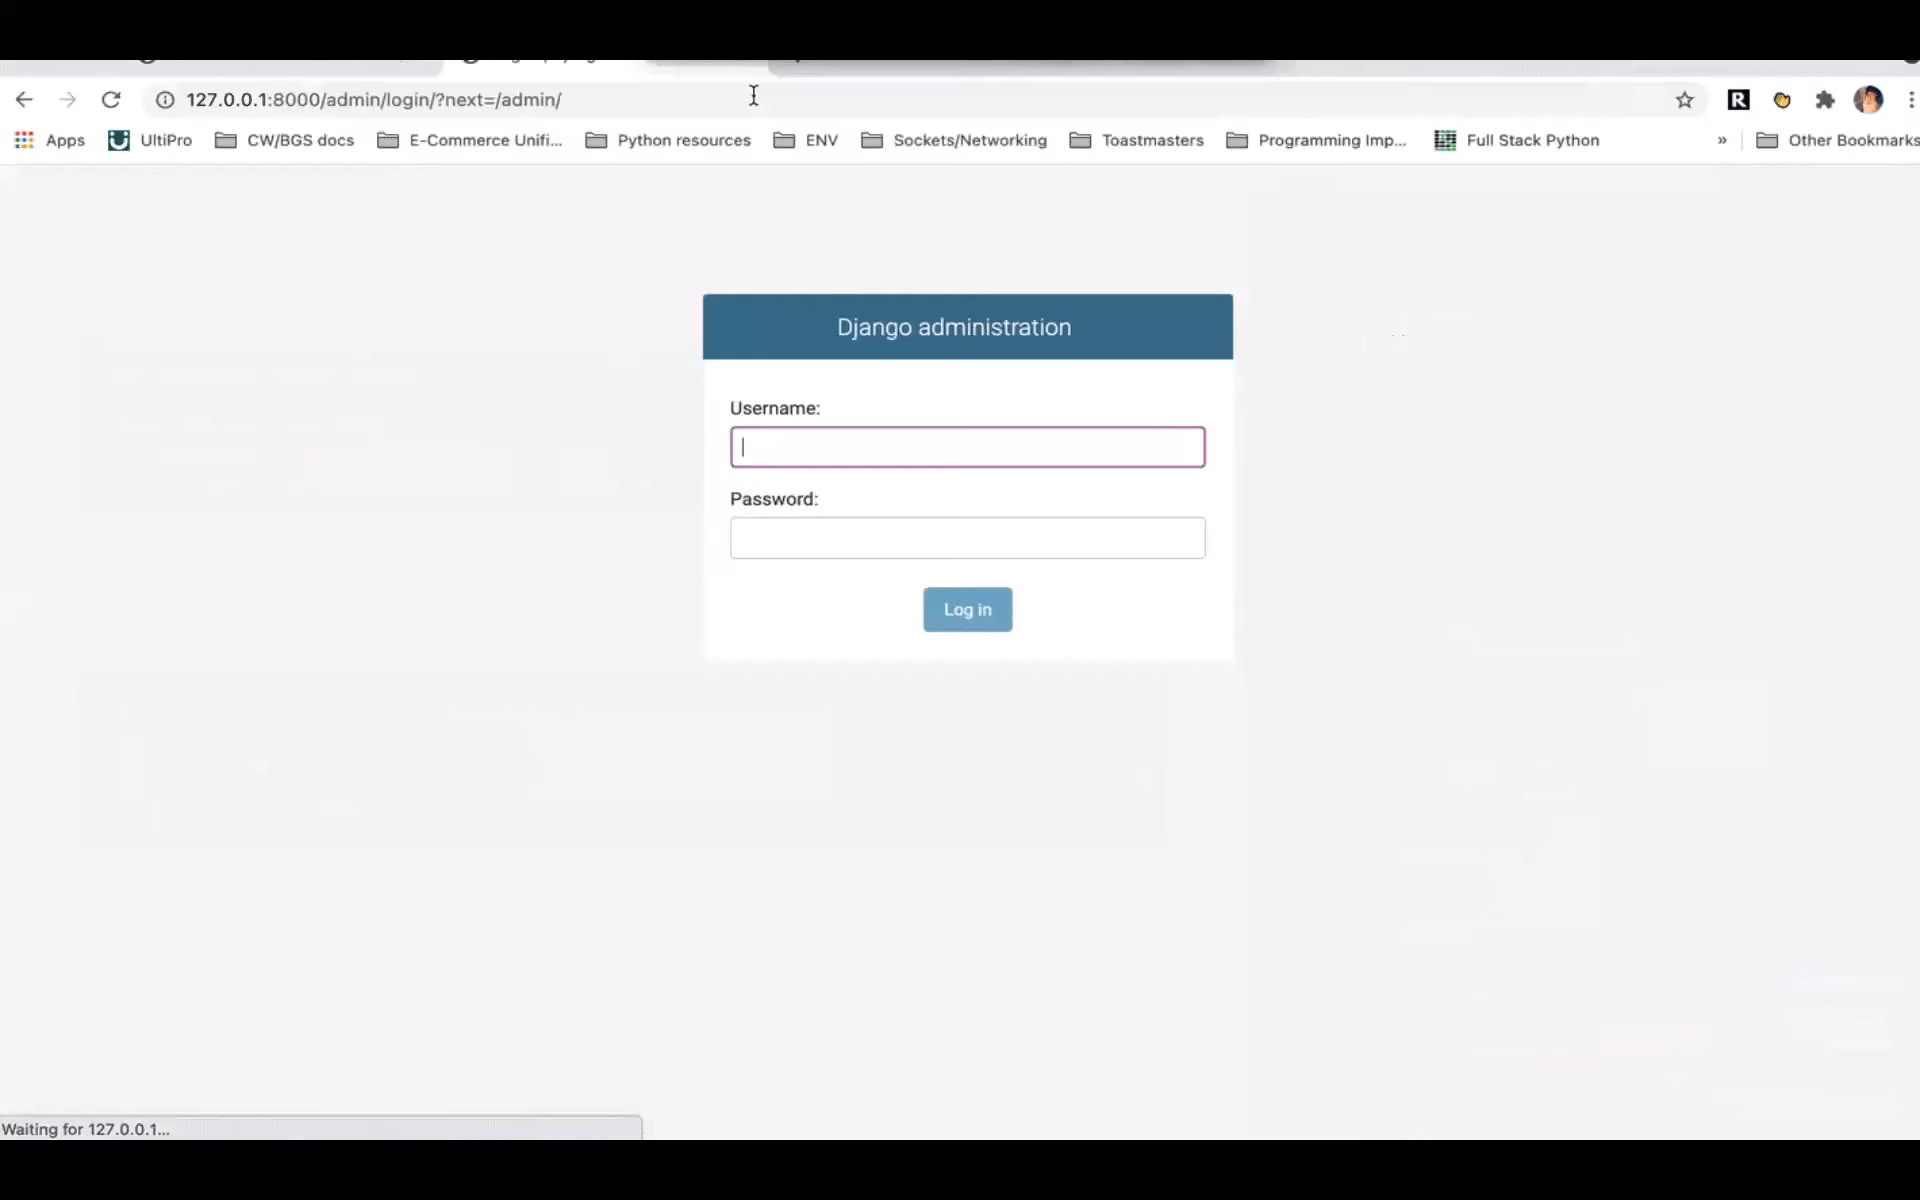 127.0.0.1:8000/admin/login/?next=/admin/
Apps UltiPro CW/BGS docs E-Commerce Unifi... Python resources ENV Sockets/Networking Toastmasters Programming Imp... Full Stack Python » Other Bookmarks
Django administration
Username:
Password:
Log in
Waiting for 127.0.0.1...